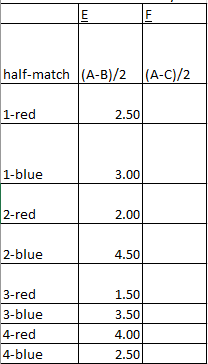 E F
half-match (A-B)/2 (A-C)/2
1-red 2.50
1-blue 3.00
2-red 2.00
2-blue 4.50
3-red 1.50
3-blue 3.50
4-red 4.00
4-blue 2.50